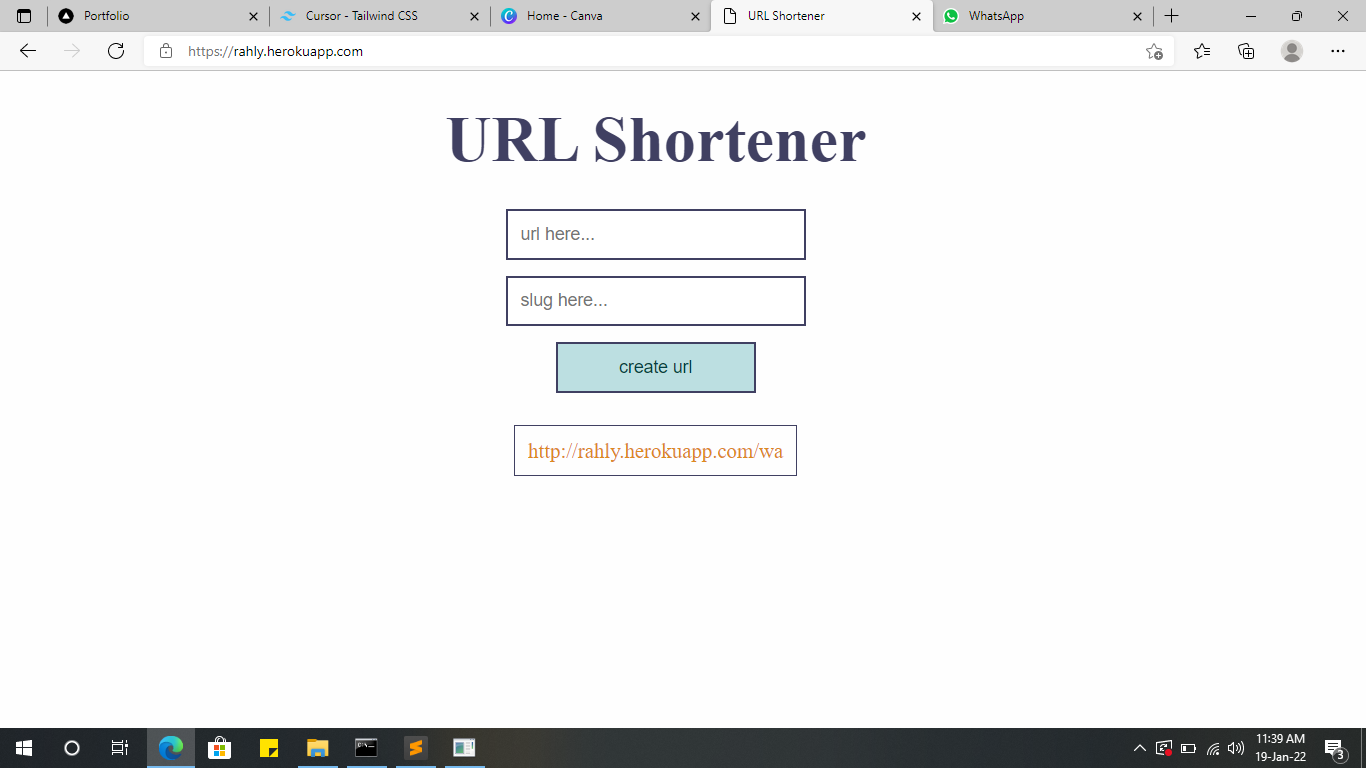 Portfolio
Cursor - Tailwind CSS
Home - Canva
URL Shortener
WhatsApp
https://rahly.herokuapp.com
URL Shortener
url here...
slug here...
create url
http://rahly.herokuapp.com/wa
11:39 AM
19-Jan-22
3